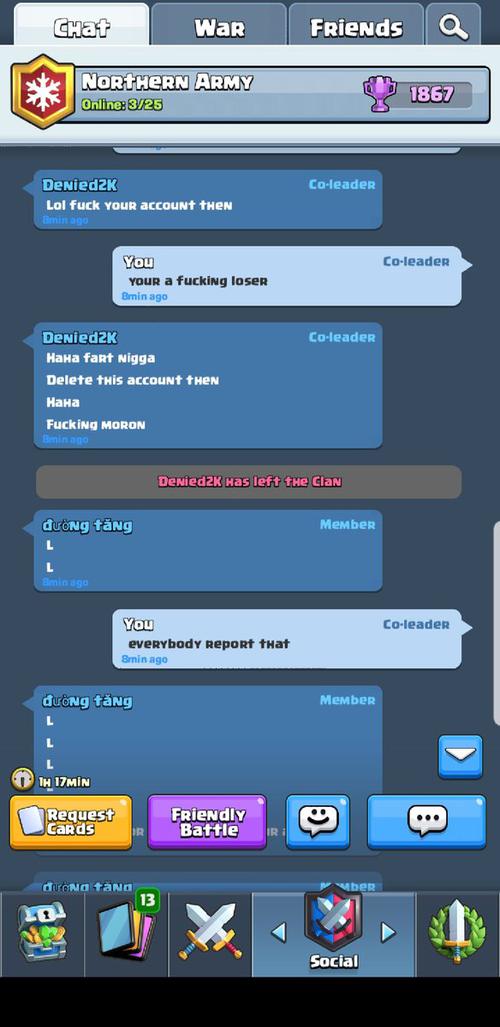 Chat
War
Friends
Northern Army
Online: 3/25
1867
Denied2K
Co-leader
Lol fuck your account then
8min ago
You
Co-leader
your a fucking loser
8min ago
Denied2K
Co-leader
Haha fart nigga
Delete this account then
Haha
Fucking moron
8min ago
Denied2K has left the Clan
đường tăng
Member
L
L
8min ago
You
Co-leader
everybody report that
8min ago
đường tăng
Member
L
L
L
1h 17min
Request
Cards
Friendly
Battle
đường tăng
Member
13
Social